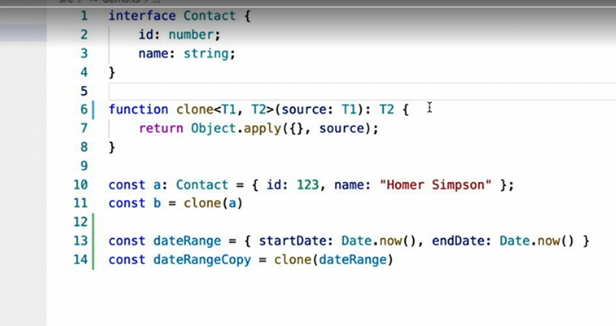 1 interface Contact {
2     id: number;
3     name: string;
4 }
5
6 function clone<T1, T2>(source: T1): T2 {
7     return Object.apply({}, source);
8 }
9
10 const a: Contact = { id: 123, name: "Homer Simpson" };
11 const b = clone(a)
12
13 const dateRange = { startDate: Date.now(), endDate: Date.now() }
14 const dateRangeCopy = clone(dateRange)